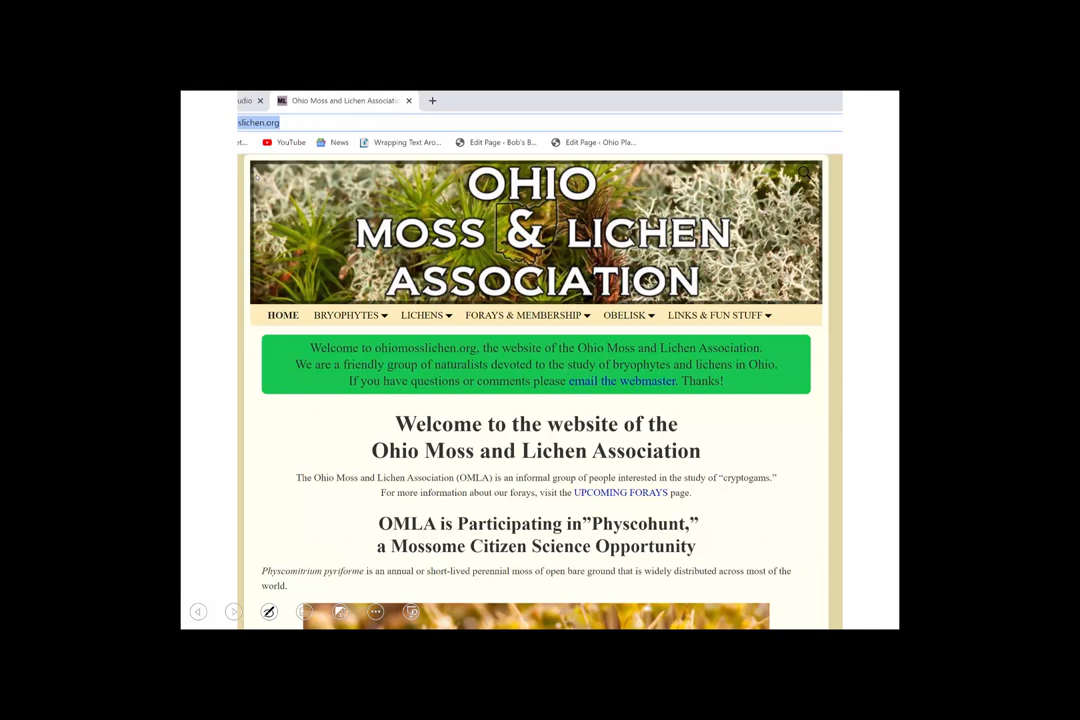 udio
ML Ohio Moss and Lichen Associatic
slichen.org
rt... YouTube News Wrapping Text Aro... Edit Page ‹ Bob's B... Edit Page ‹ Ohio Pla...
OHIO
MOSS & LICHEN
ASSOCIATION
HOME BRYOPHYTES LICHENS FORAYS & MEMBERSHIP OBELISK LINKS & FUN STUFF
Welcome to ohiomosslichen.org, the website of the Ohio Moss and Lichen Association.
We are a friendly group of naturalists devoted to the study of bryophytes and lichens in Ohio.
If you have questions or comments please email the webmaster. Thanks!
Welcome to the website of the
Ohio Moss and Lichen Association
The Ohio Moss and Lichen Association (OMLA) is an informal group of people interested in the study of “cryptogams.”
For more information about our forays, visit the UPCOMING FORAYS page.
OMLA is Participating in”Physcohunt,”
a Mossome Citizen Science Opportunity
Physcomitrium pyriforme is an annual or short-lived perennial moss of open bare ground that is widely distributed across most of the
world.